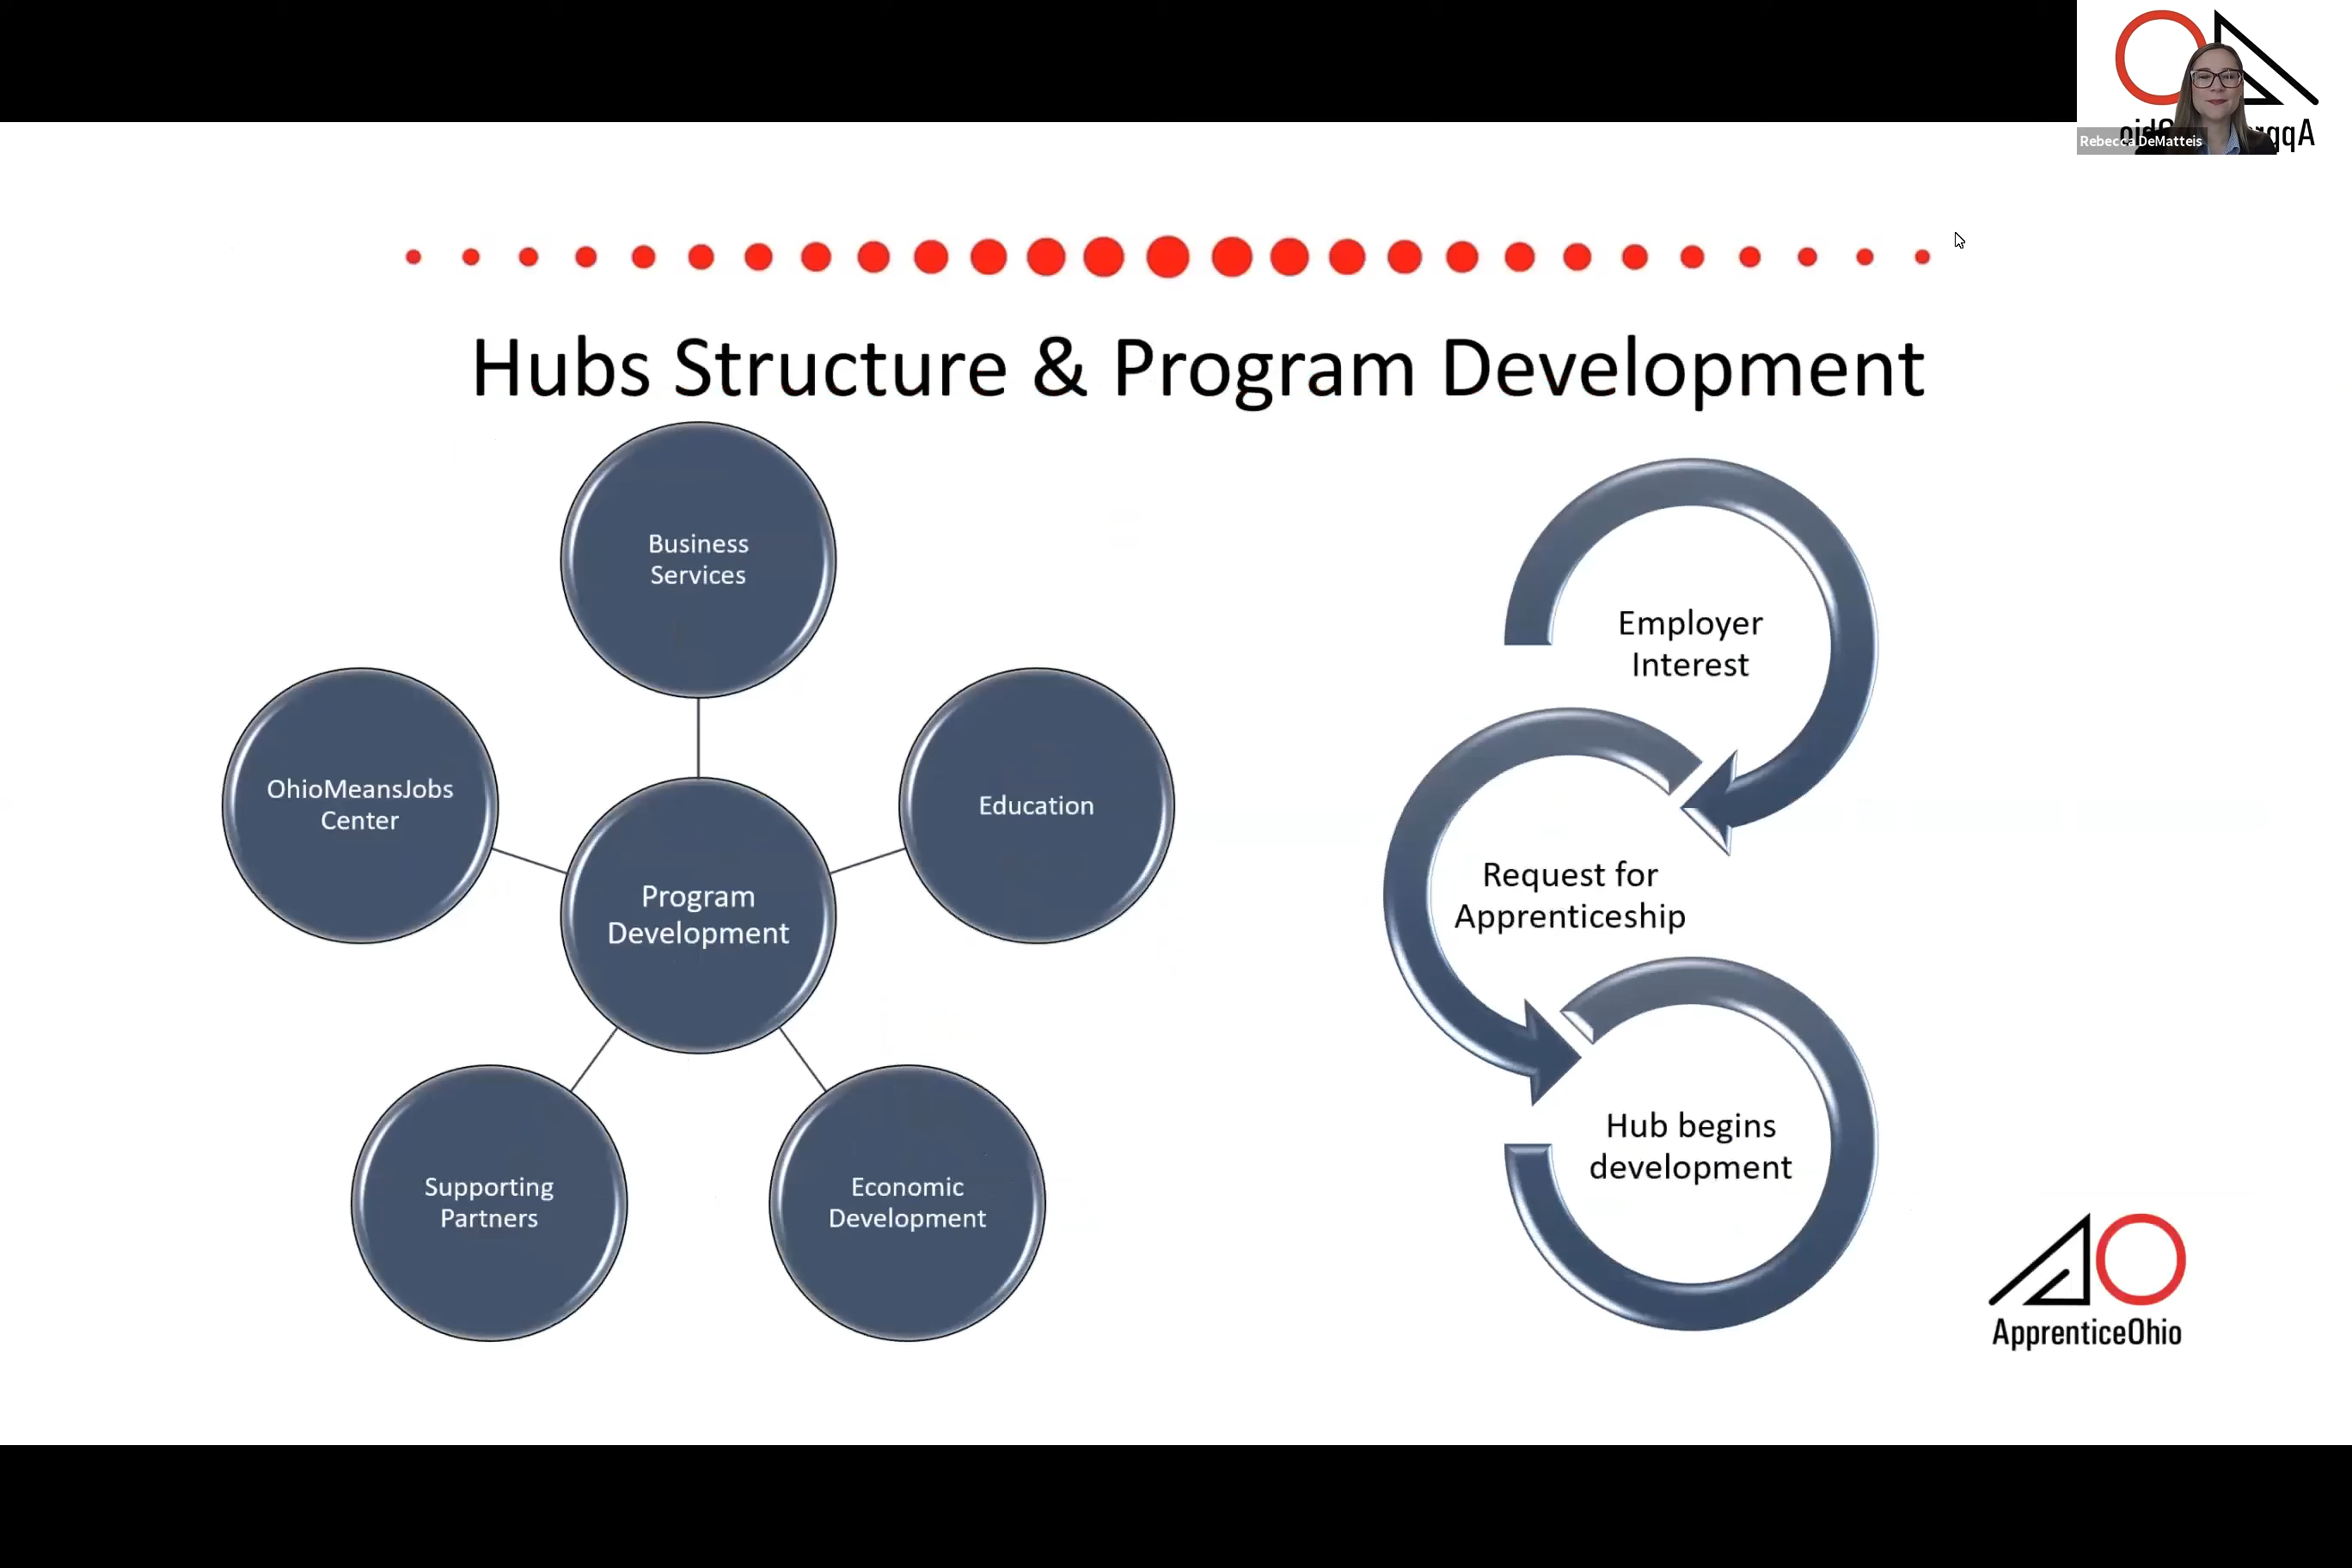 Rebecca DeMatteis
Hubs Structure & Program Development
Business
Services
OhioMeansJobs
Center
Education
Program
Development
Supporting
Partners
Economic
Development
Employer
Interest
Request for
Apprenticeship
Hub begins
development
ApprenticeOhio